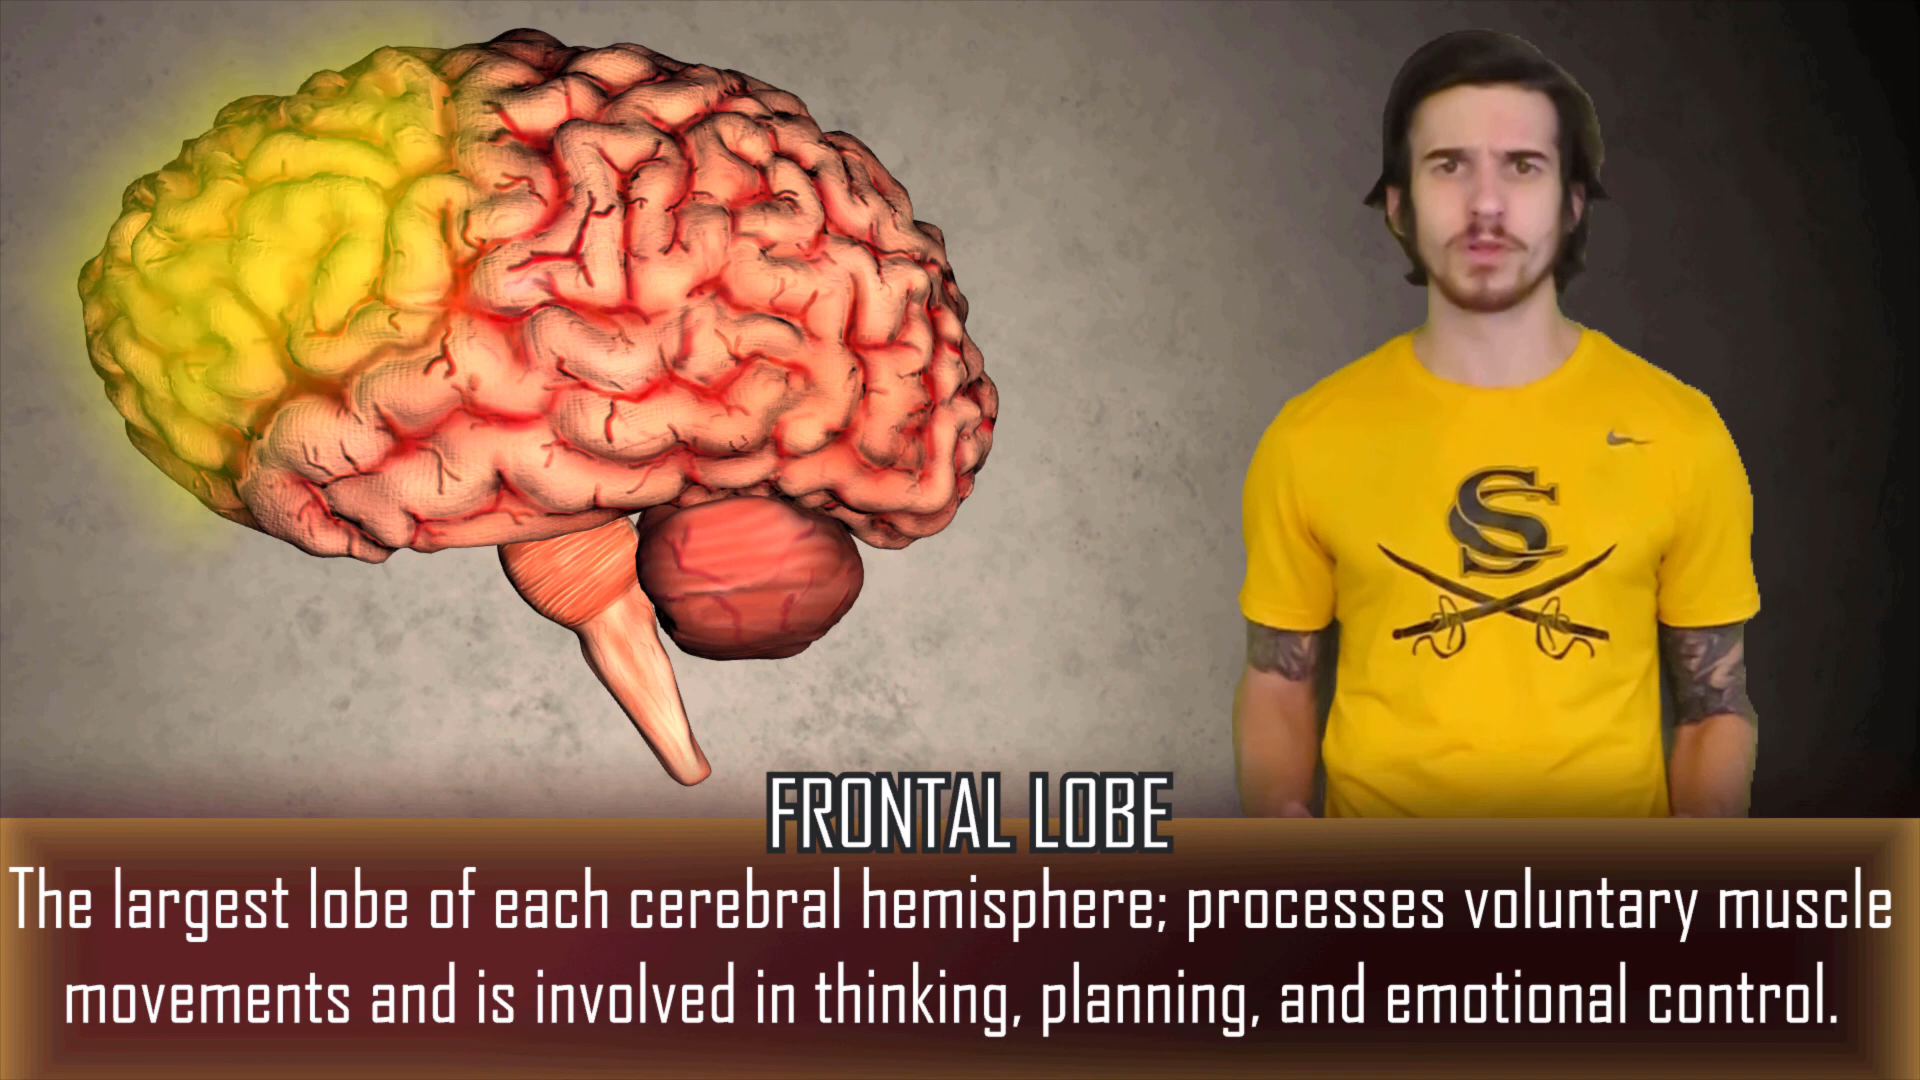 SC
FRONTAL LOBE
The largest lobe of each cerebral hemisphere; processes voluntary muscle
movements and is involved in thinking, planning, and emotional control.